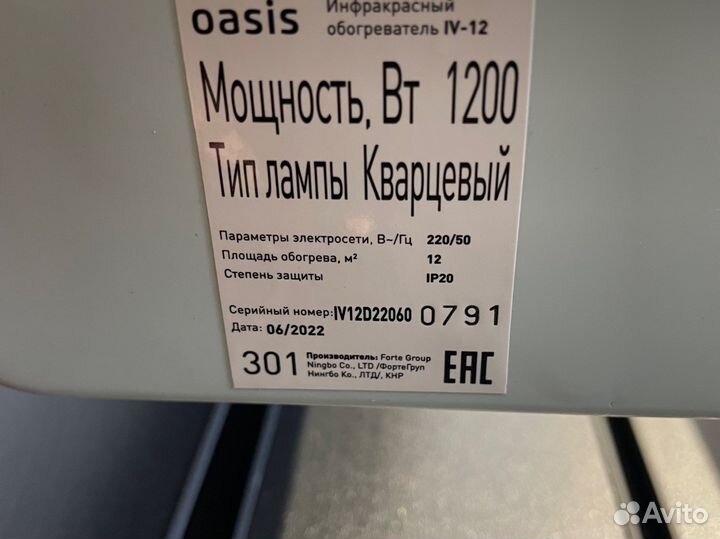 oasis
Инфракрасный
обогреватель IV-12
Мощность, Вт 1200
Тип лампы Кварцевый
Параметры электросети, В~/Гц 220/50
Площадь обогрева, м² 12
Степень защиты IP20
Серийный номер: IV12D22060 0791
Дата: 06/2022
301
Производитель: Forte Group
Ningbo Co., LTD /ФортеГруп
Нингбо Ко., ЛТД/, КНР
EAC
Avito